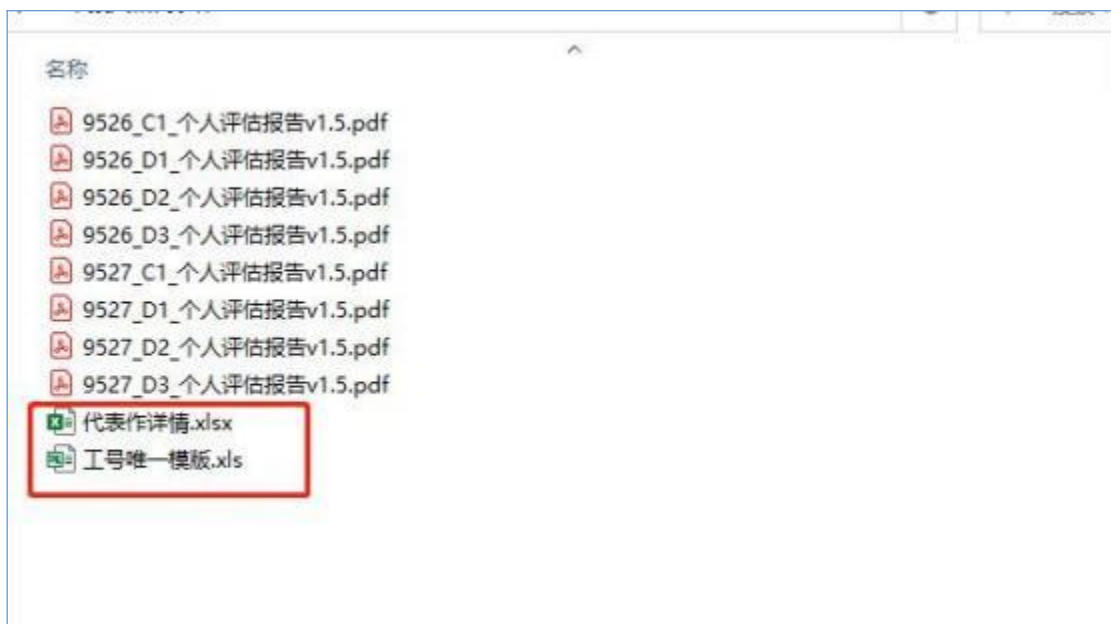 名称
9526_C1_个人评估报告v1.5.pdf
9526_D1_个人评估报告v1.5.pdf
9526_D2_个人评估报告v1.5.pdf
9526_D3_个人评估报告v1.5.pdf
9527_C1_个人评估报告v1.5.pdf
9527_D1_个人评估报告v1.5.pdf
9527_D2_个人评估报告v1.5.pdf
9527_D3_个人评估报告v1.5.pdf
代表作详情.xlsx
工号唯一模版.xls